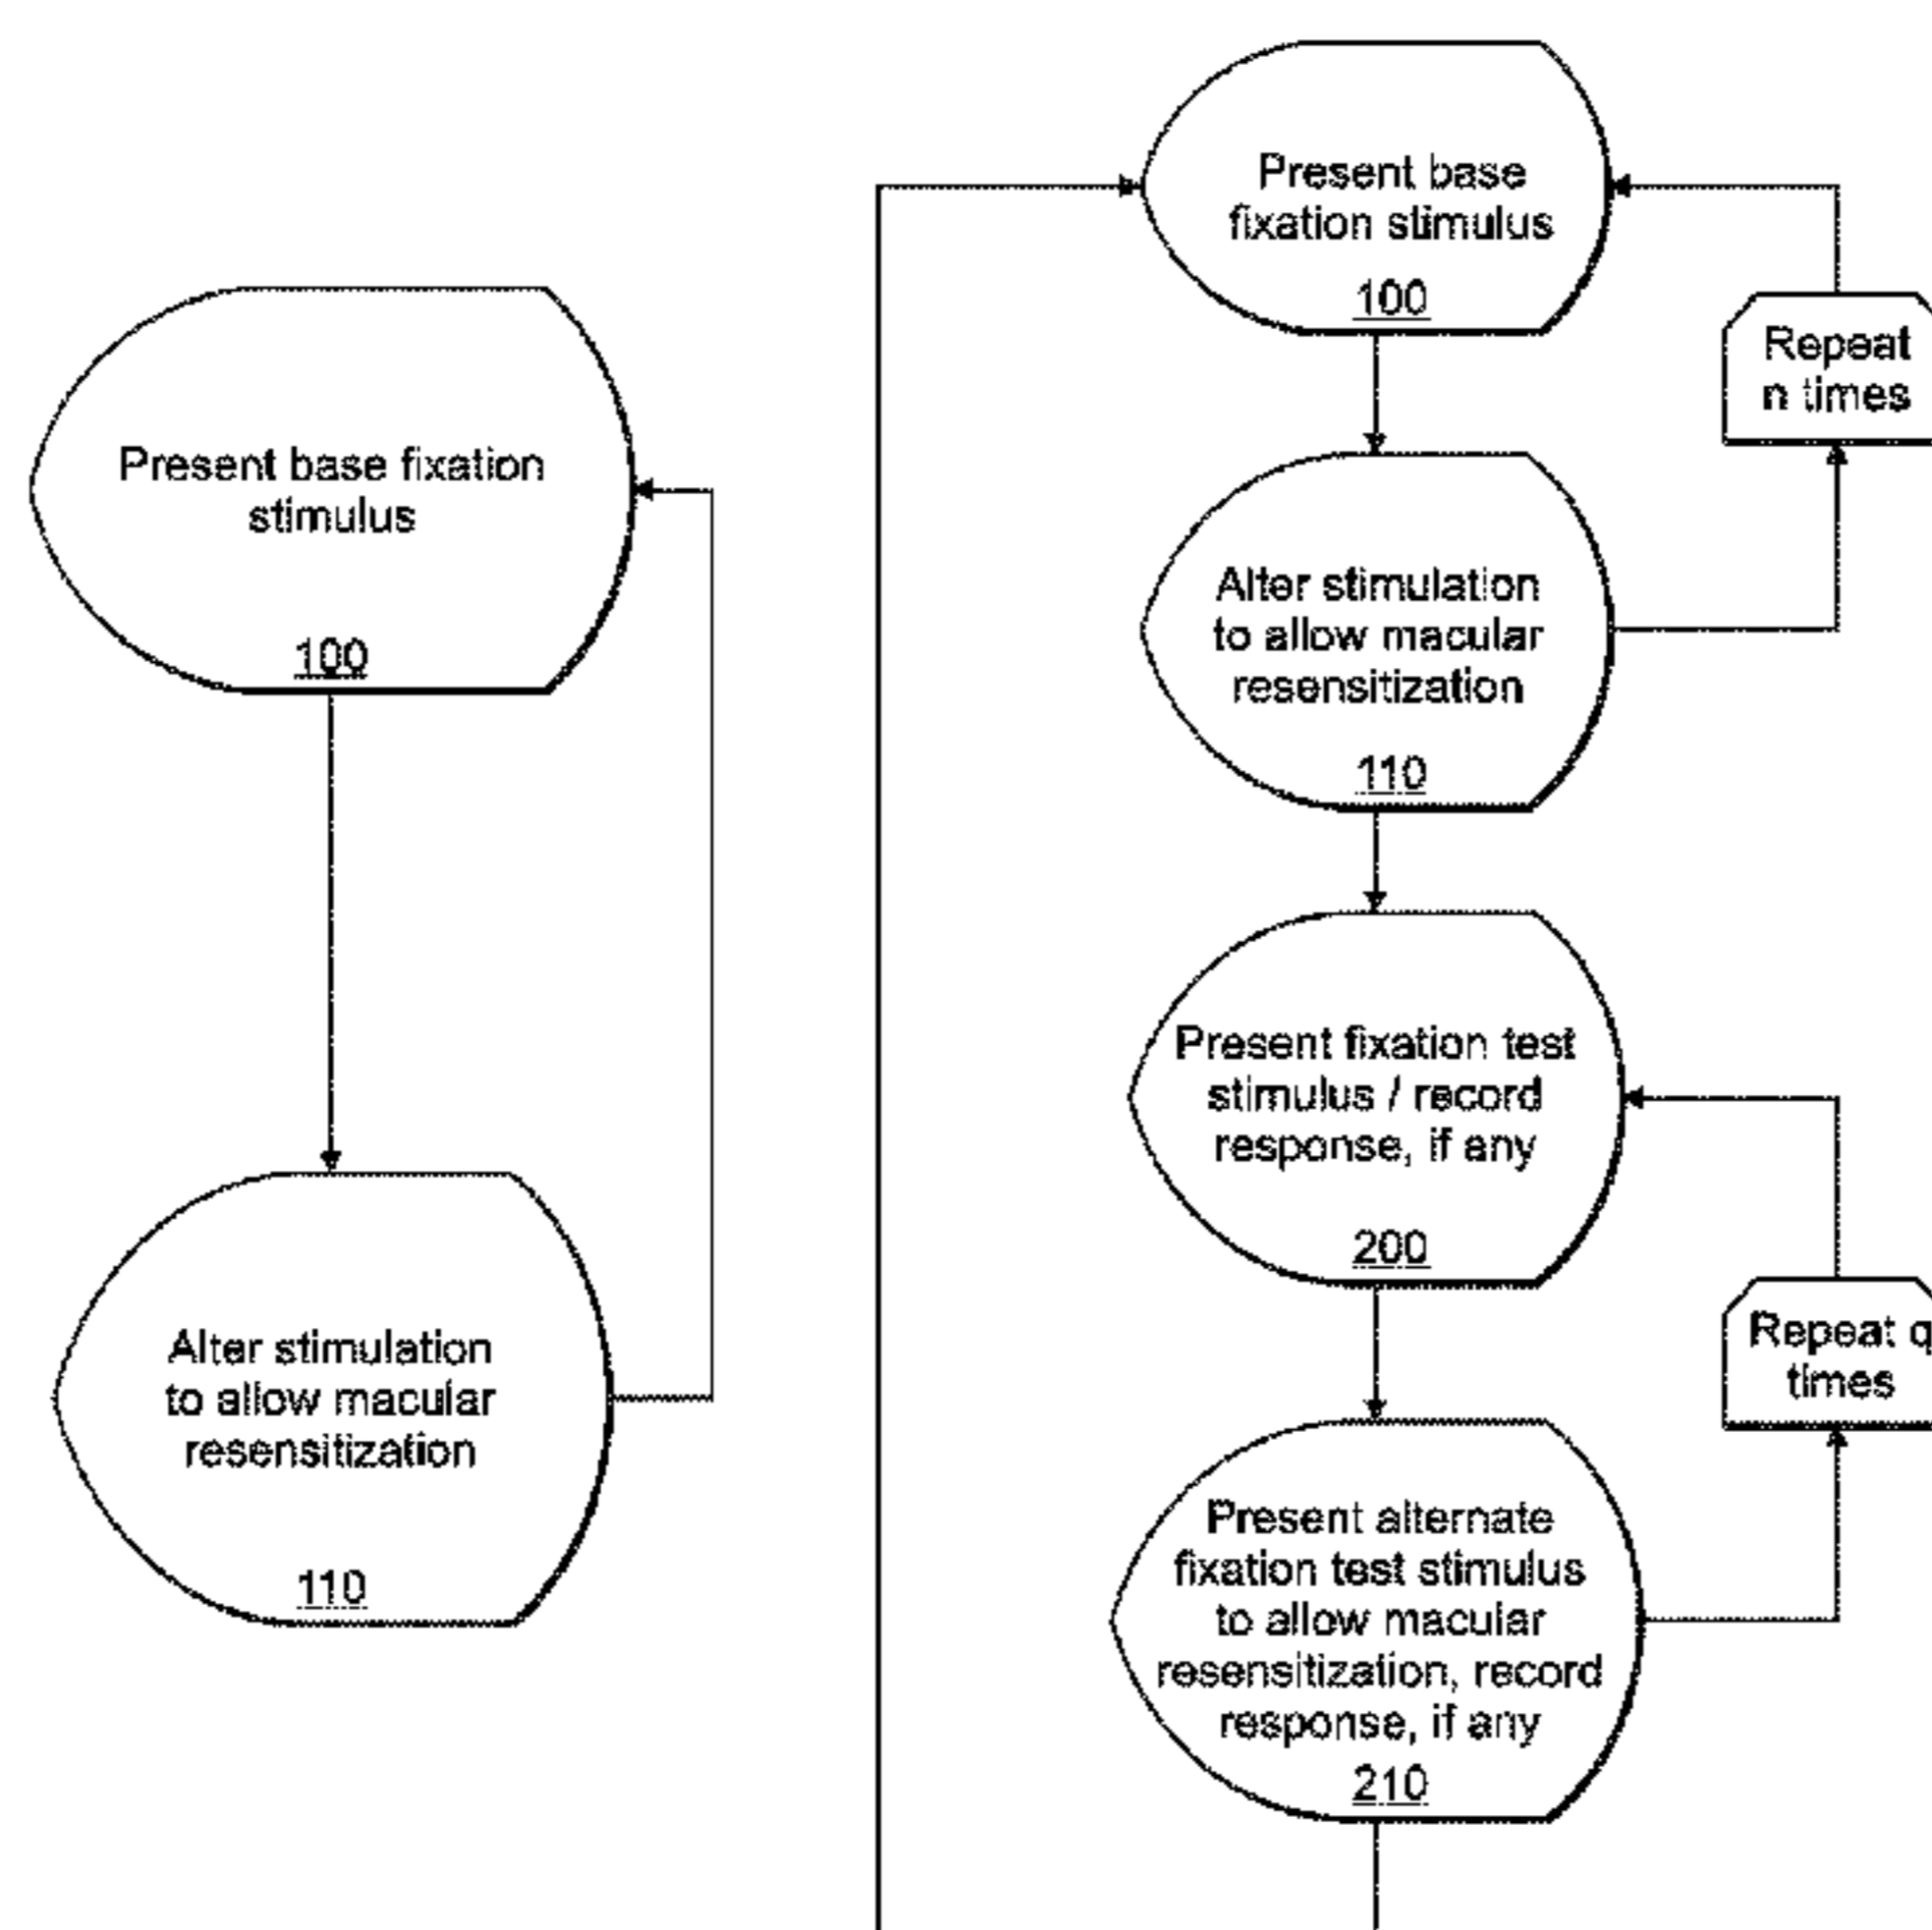 Present base fixation
stimulus
100
Alter stimulation
to allow macular
resensitization
110
Present base
fixation stimulus
100
Repeat
n times
Alter stimulation
to allow macular
resensitization
110
Present fixation test
stimulus / record
response, if any
200
Repeat q
times
Present alternate
fixation test stimulus
to allow macular
resensitization, record
response, if any
210